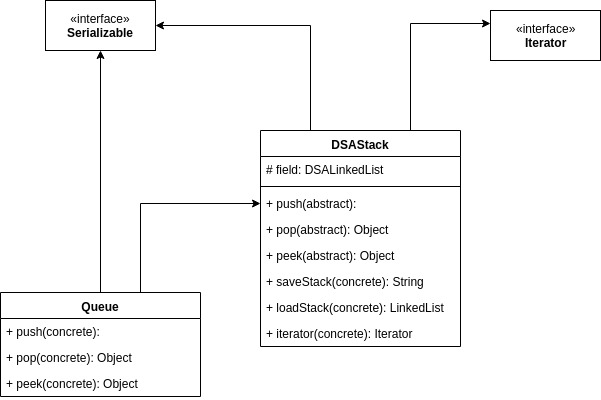 «interface»
Serializable
«interface»
Iterator
DSAStack
# field: DSALinkedList
+ push(abstract):
+ pop(abstract): Object
+ peek(abstract): Object
+ saveStack(concrete): String
+ loadStack(concrete): LinkedList
+ iterator(concrete): Iterator
Queue
+ push(concrete):
+ pop(concrete): Object
+ peek(concrete): Object